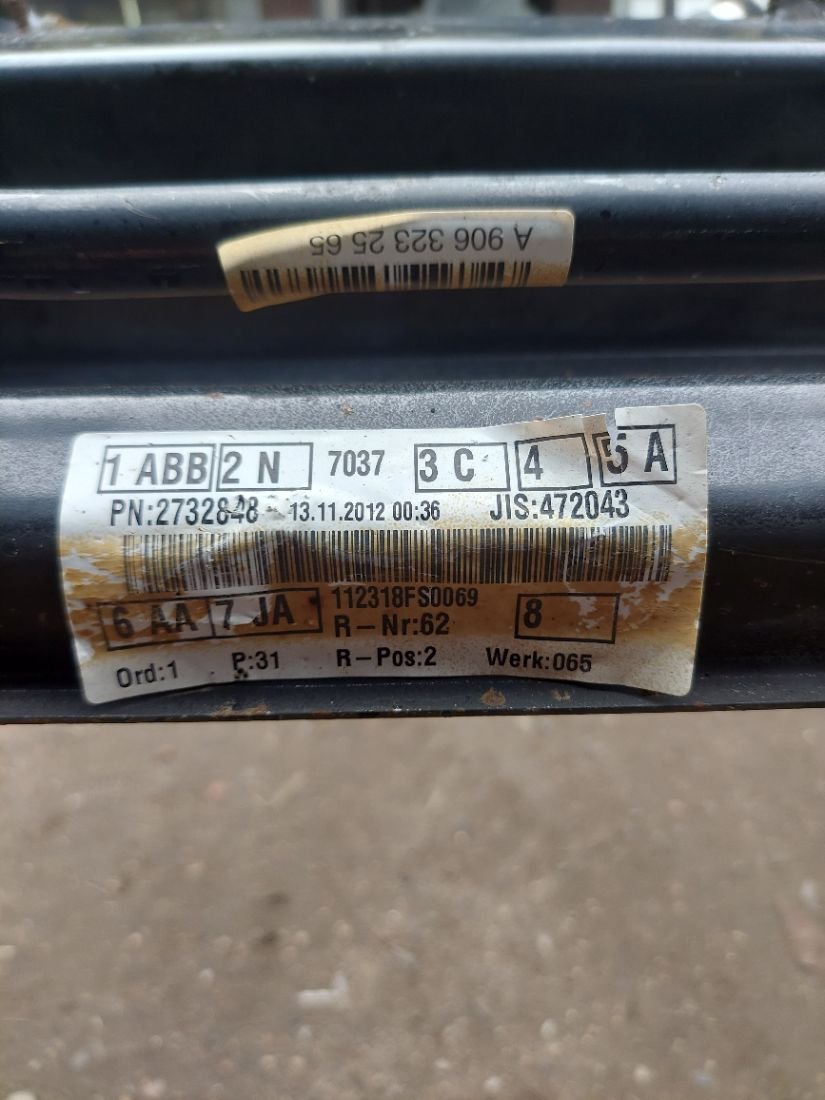 A 906 323 25 65
1 ABB 2 N 7037 3 C 4 5 A
PN:2732848 13.11.2012 00:36 JIS:472043
6 AA 7 JA 112318FS0069 8
R-Nr:62
Ord:1 P:31 R-Pos:2 Werk:065